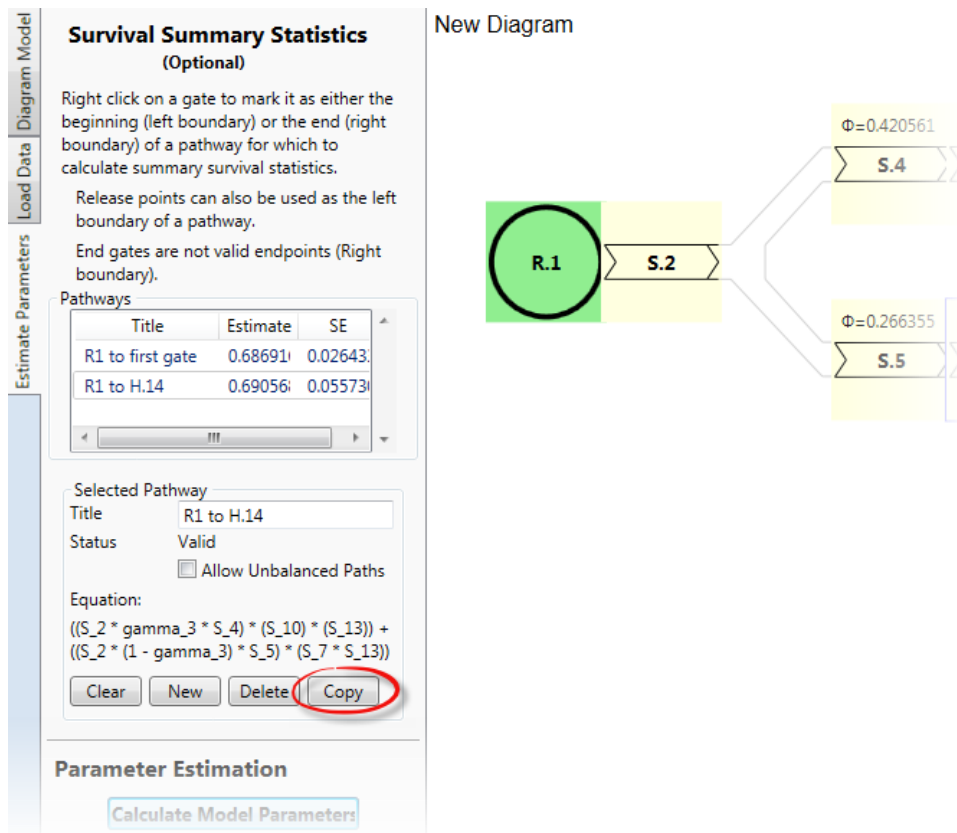 Diagram Model
Load Data
Estimate Parameters
Survival Summary Statistics
(Optional)
Right click on a gate to mark it as either the
beginning (left boundary) or the end (right
boundary) of a pathway for which to
calculate summary survival statistics.
Release points can also be used as the left
boundary of a pathway.
End gates are not valid endpoints (Right
boundary).
Pathways
Title Estimate SE
R1 to first gate 0.68691 0.02643
R1 to H.14 0.69056 0.05573
Selected Pathway
Title R1 to H.14
Status Valid
Allow Unbalanced Paths
Equation:
((S_2 * gamma_3 * S_4) * (S_10) * (S_13)) +
((S_2 * (1 - gamma_3) * S_5) * (S_7 * S_13))
Clear New Delete Copy
Parameter Estimation
Calculate Model Parameters
New Diagram
Φ=0.420561
S.4
R.1 S.2
Φ=0.266355
S.5